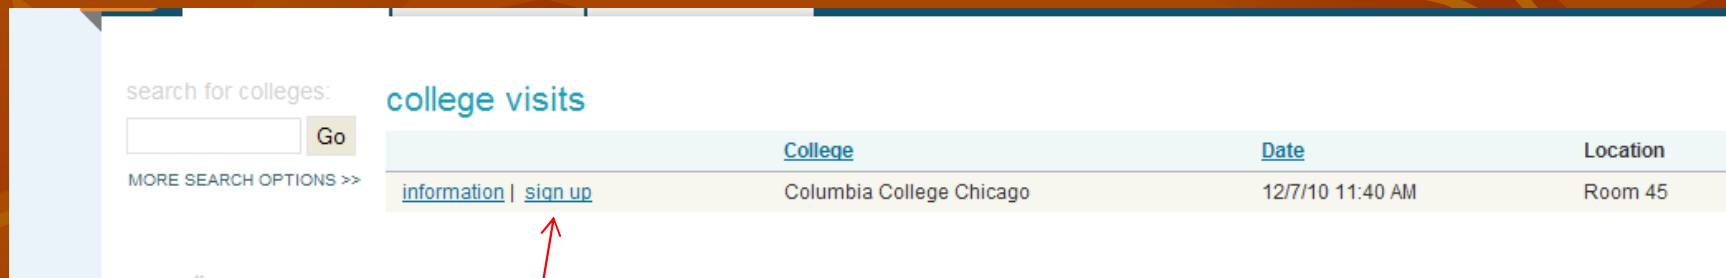 search for colleges:
Go
MORE SEARCH OPTIONS >>
college visits
College Date Location
information | sign up Columbia College Chicago 12/7/10 11:40 AM Room 45